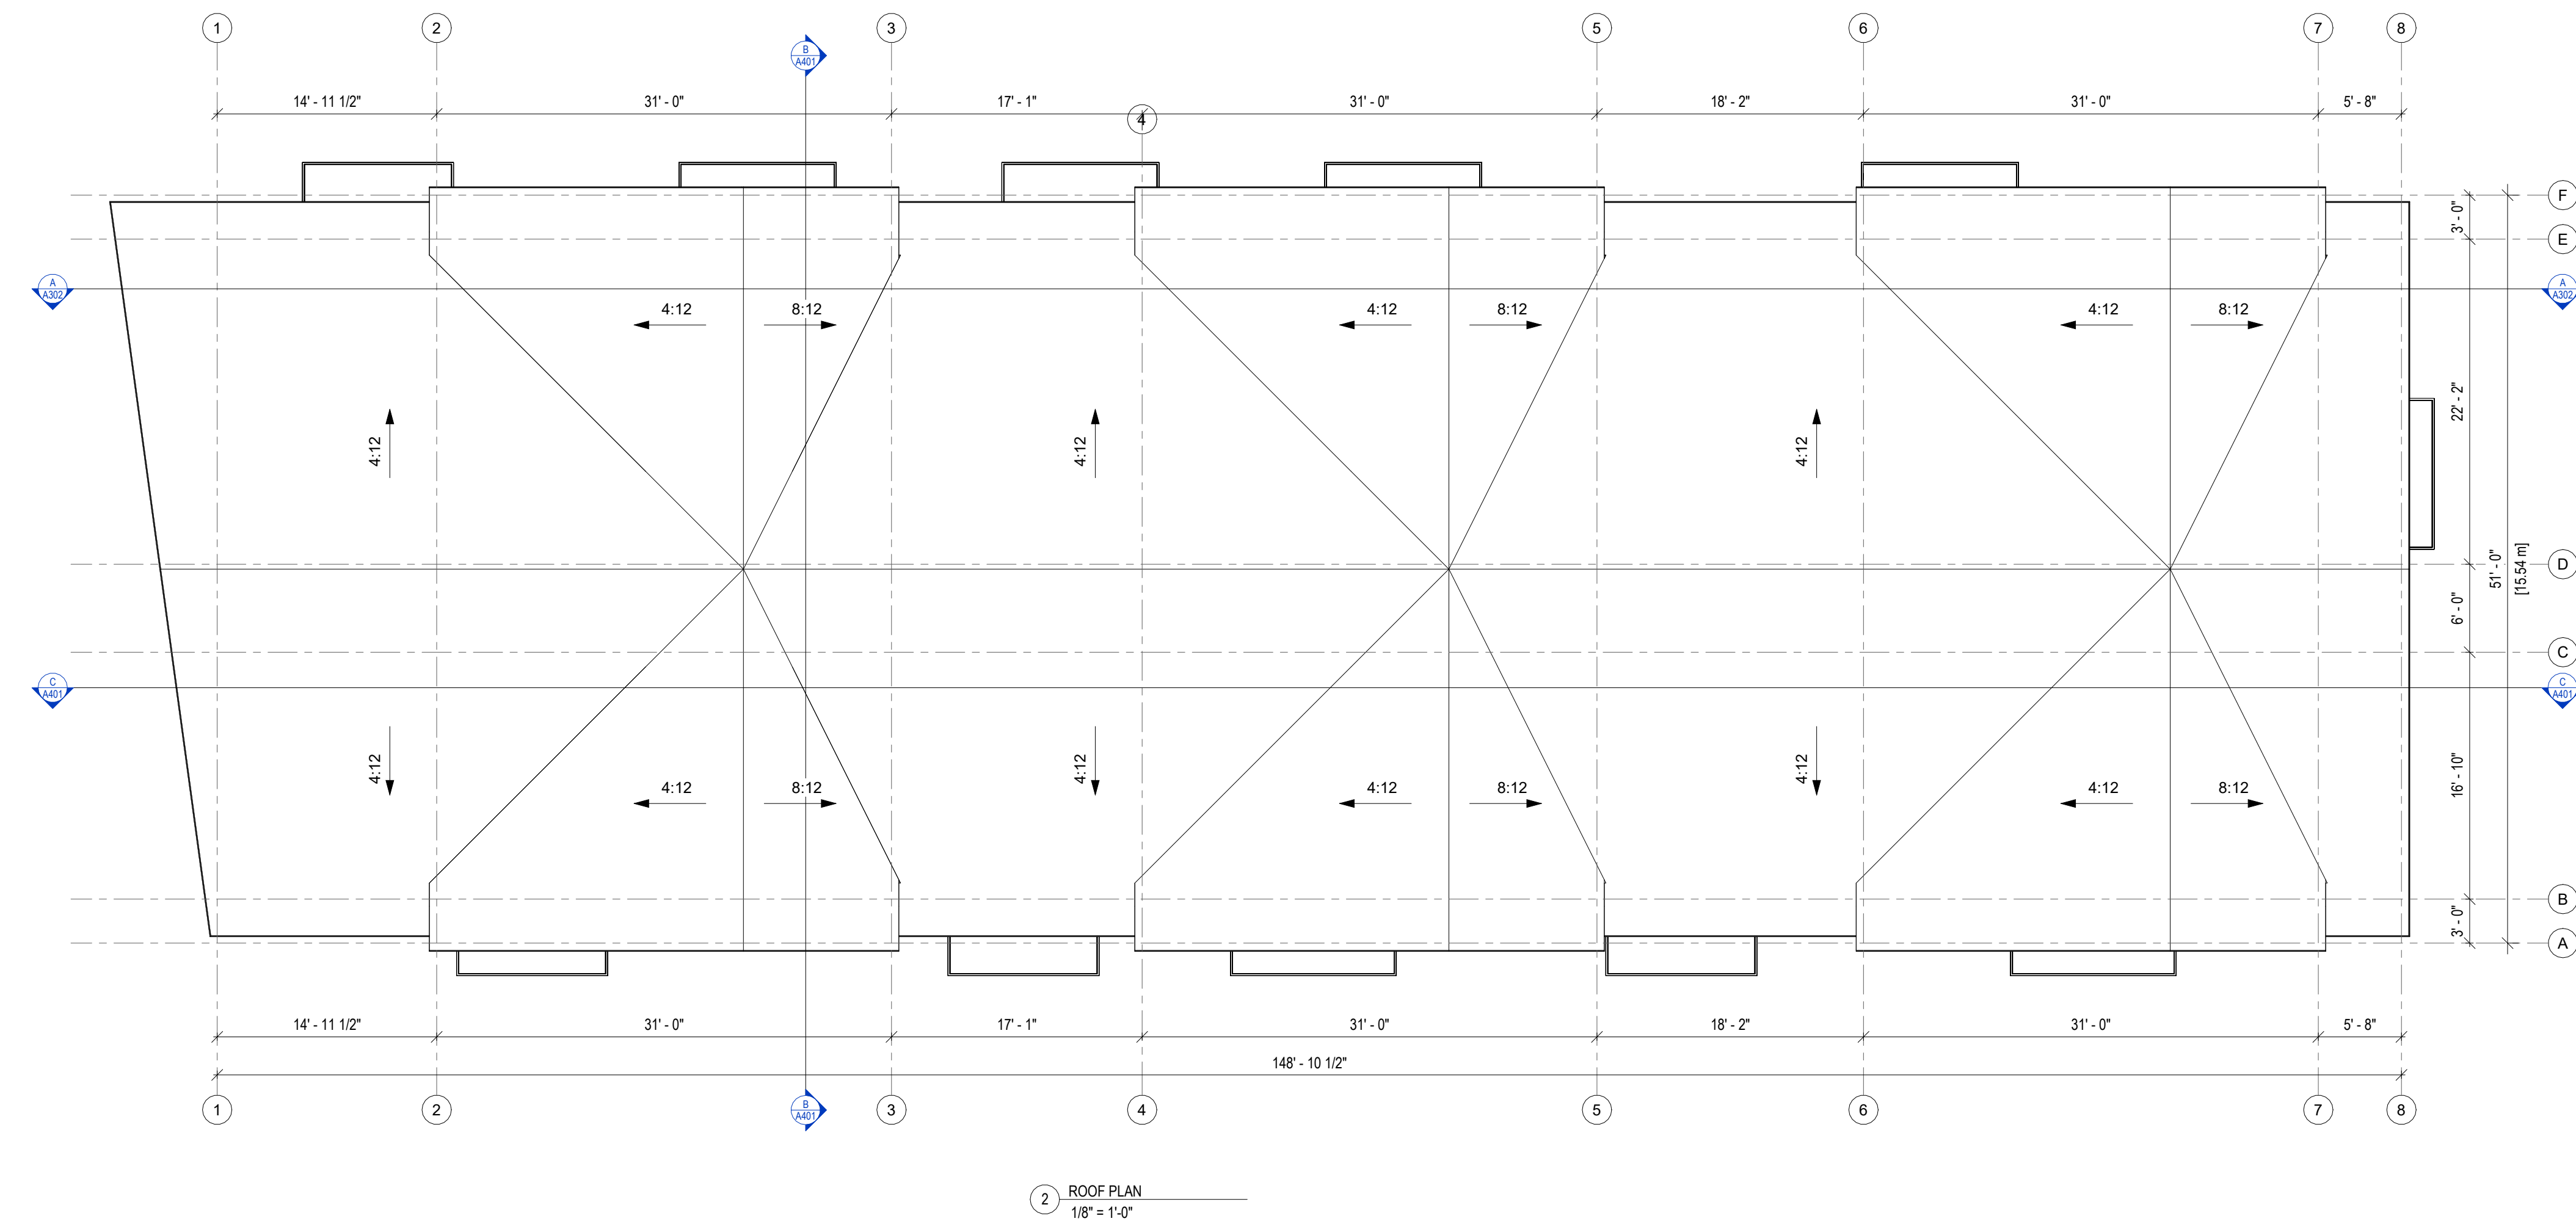 1
2
3
5
6
7
8
B
A401
14' - 11 1/2"
31' - 0"
17' - 1"
31' - 0"
18' - 2"
31' - 0"
5' - 8"
4
F
3' - 0"
E
A
A302
A
A302
4:12
8:12
4:12
8:12
4:12
8:12
22' - 2"
4:12
4:12
4:12
D
51' - 0"
[15.54 m]
6' - 0"
C
C
A401
C
A401
4:12
4:12
4:12
16' - 10"
4:12
8:12
4:12
8:12
4:12
8:12
B
3' - 0"
A
14' - 11 1/2"
31' - 0"
17' - 1"
31' - 0"
18' - 2"
31' - 0"
5' - 8"
148' - 10 1/2"
1
2
B
A401
3
4
5
6
7
8
2
ROOF PLAN
1/8" = 1'-0"